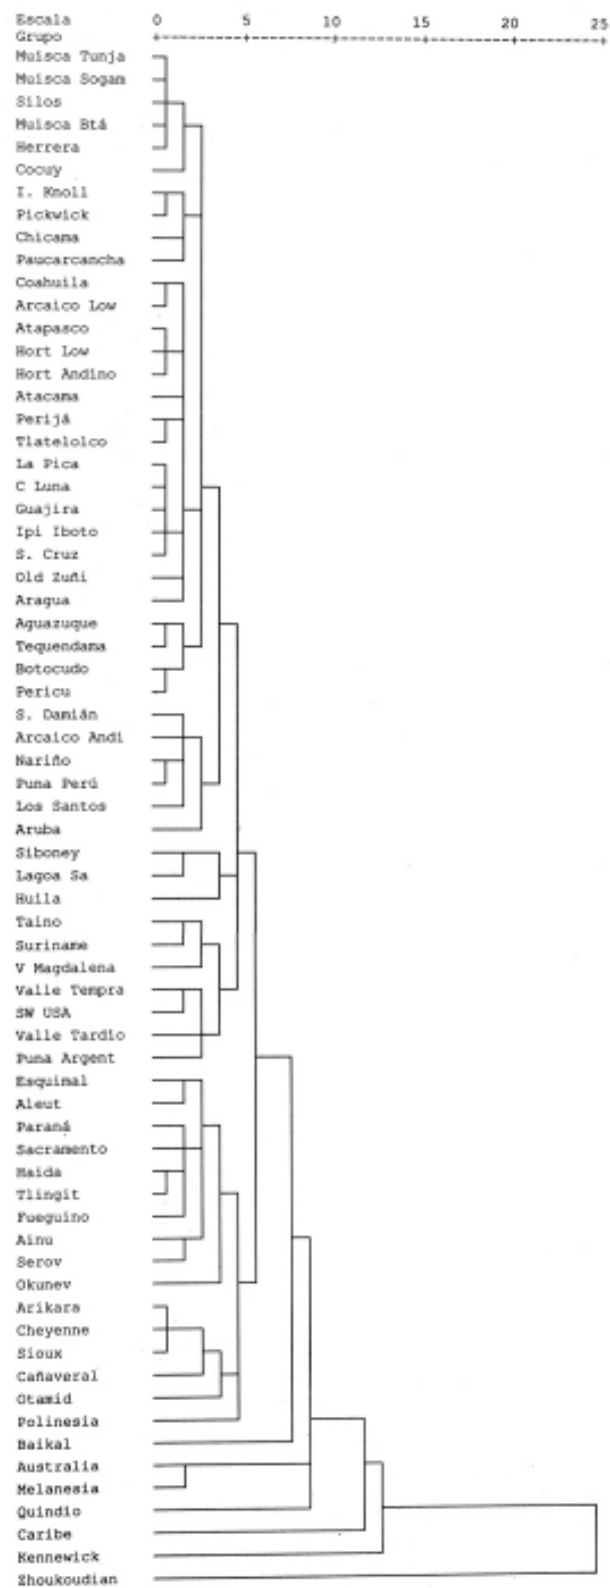 Escala 0 5 10 15 20 25
Grupo
Muisca Tunja
Muisca Sogam
Silos
Muisca Btá
Herrera
Cocuy
I. Knoll
Pickwick
Chicama
Paucarcancha
Coahuila
Arcaico Low
Atapasco
Hort Low
Hort Andino
Atacama
Perijá
Tlatelolco
La Pica
C Luna
Guajira
Ipi Iboto
S. Cruz
Old Zuñi
Aragua
Aguazuque
Tequendama
Botocudo
Pericu
S. Damián
Arcaico Andi
Nariño
Puna Perú
Los Santos
Aruba
Siboney
Lagoa Sa
Huila
Taino
Suriname
V Magdalena
Valle Tempra
SW USA
Valle Tardio
Puna Argent
Esquimal
Aleut
Paraná
Sacramento
Haida
Tlingit
Fueguino
Ainu
Serov
Okunev
Arikara
Cheyenne
Sioux
Cañaveral
Otamid
Polinesia
Baikal
Australia
Melanesia
Quindio
Caribe
Kennewick
Zhoukoudian